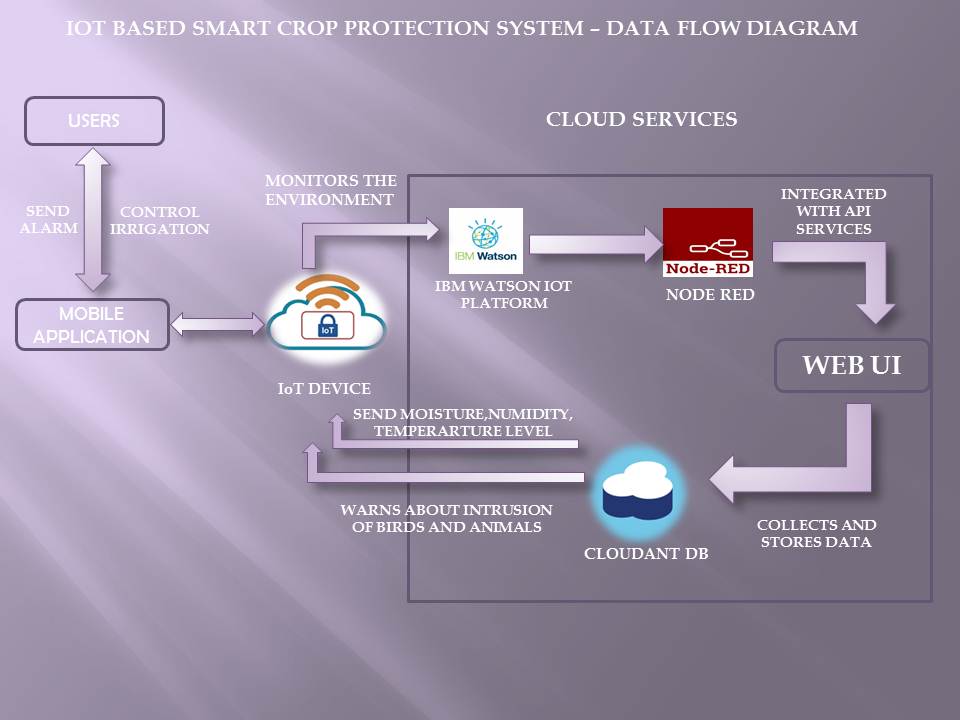 IOT BASED SMART CROP PROTECTION SYSTEM – DATA FLOW DIAGRAM
USERS
CLOUD SERVICES
SEND
ALARM
CONTROL
IRRIGATION
MONITORS THE
ENVIRONMENT
IBM Watson
IBM WATSON IOT
PLATFORM
Node-RED
NODE RED
INTEGRATED
WITH API
SERVICES
MOBILE
APPLICATION
IoT
IoT DEVICE
WEB UI
SEND MOISTURE,NUMIDITY,
TEMPERARTURE LEVEL
WARNS ABOUT INTRUSION
OF BIRDS AND ANIMALS
CLOUDANT DB
COLLECTS AND
STORES DATA